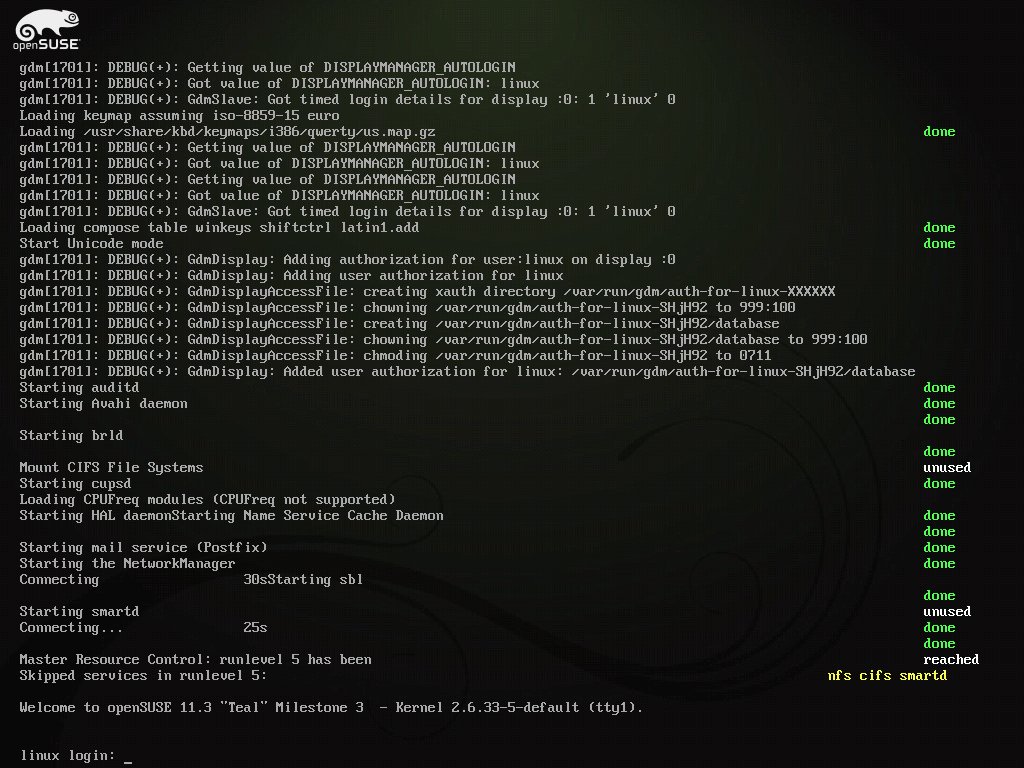 openSUSE
gdm[1701]: DEBUG(+): Getting value of DISPLAYMANAGER_AUTOLOGIN
gdm[1701]: DEBUG(+): Got value of DISPLAYMANAGER_AUTOLOGIN: linux
gdm[1701]: DEBUG(+): GdmSlave: Got timed login details for display :0: 1 'linux' 0
Loading keymap assuming iso-8859-15 euro
Loading /usr/share/kbd/keymaps/i386/qwerty/us.map.gz done
gdm[1701]: DEBUG(+): Getting value of DISPLAYMANAGER_AUTOLOGIN
gdm[1701]: DEBUG(+): Got value of DISPLAYMANAGER_AUTOLOGIN: linux
gdm[1701]: DEBUG(+): Getting value of DISPLAYMANAGER_AUTOLOGIN
gdm[1701]: DEBUG(+): Got value of DISPLAYMANAGER_AUTOLOGIN: linux
gdm[1701]: DEBUG(+): GdmSlave: Got timed login details for display :0: 1 'linux' 0
Loading compose table winkeys shiftctrl latin1.add done
Start Unicode mode done
gdm[1701]: DEBUG(+): GdmDisplay: Adding authorization for user:linux on display :0
gdm[1701]: DEBUG(+): GdmDisplay: Adding user authorization for linux
gdm[1701]: DEBUG(+): GdmDisplayAccessFile: creating xauth directory /var/run/gdm/auth-for-linux-XXXXXX
gdm[1701]: DEBUG(+): GdmDisplayAccessFile: chowning /var/run/gdm/auth-for-linux-SHjH92 to 999:100
gdm[1701]: DEBUG(+): GdmDisplayAccessFile: creating /var/run/gdm/auth-for-linux-SHjH92/database
gdm[1701]: DEBUG(+): GdmDisplayAccessFile: chowning /var/run/gdm/auth-for-linux-SHjH92/database to 999:100
gdm[1701]: DEBUG(+): GdmDisplayAccessFile: chmoding /var/run/gdm/auth-for-linux-SHjH92 to 0711
gdm[1701]: DEBUG(+): GdmDisplay: Added user authorization for linux: /var/run/gdm/auth-for-linux-SHjH92/database
Starting auditd done
Starting Avahi daemon done
done
Starting brld
done
Mount CIFS File Systems unused
Starting cupsd done
Loading CPUFreq modules (CPUFreq not supported)
Starting HAL daemonStarting Name Service Cache Daemon done
done
Starting mail service (Postfix) done
Starting the NetworkManager done
Connecting 30sStarting sbl
done
Starting smartd unused
Connecting... 25s done
done
Master Resource Control: runlevel 5 has been reached
Skipped services in runlevel 5: nfs cifs smartd
Welcome to openSUSE 11.3 "Teal" Milestone 3 - Kernel 2.6.33-5-default (tty1).
linux login: _